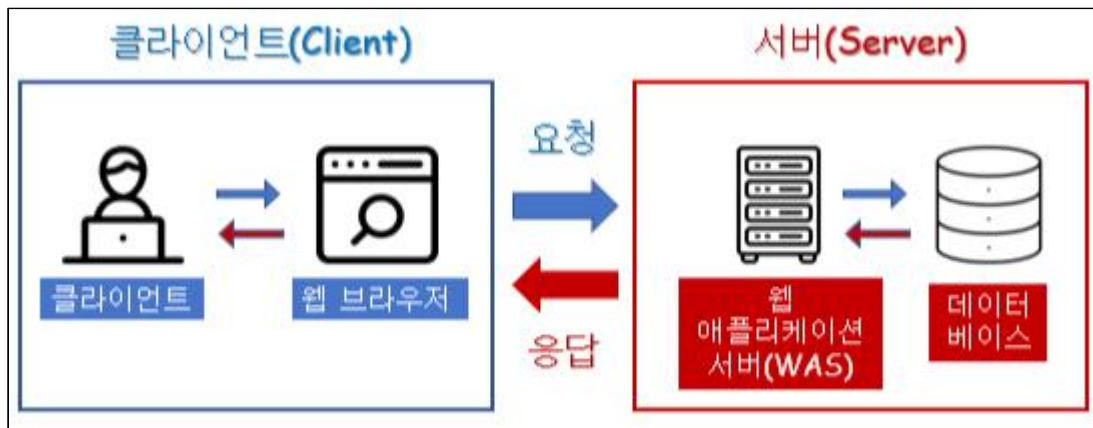 클라이언트(Client)
서버(Server)
요청
응답
클라이언트
웹 브라우저
웹
애플리케이션
서버(WAS)
데이터
베이스